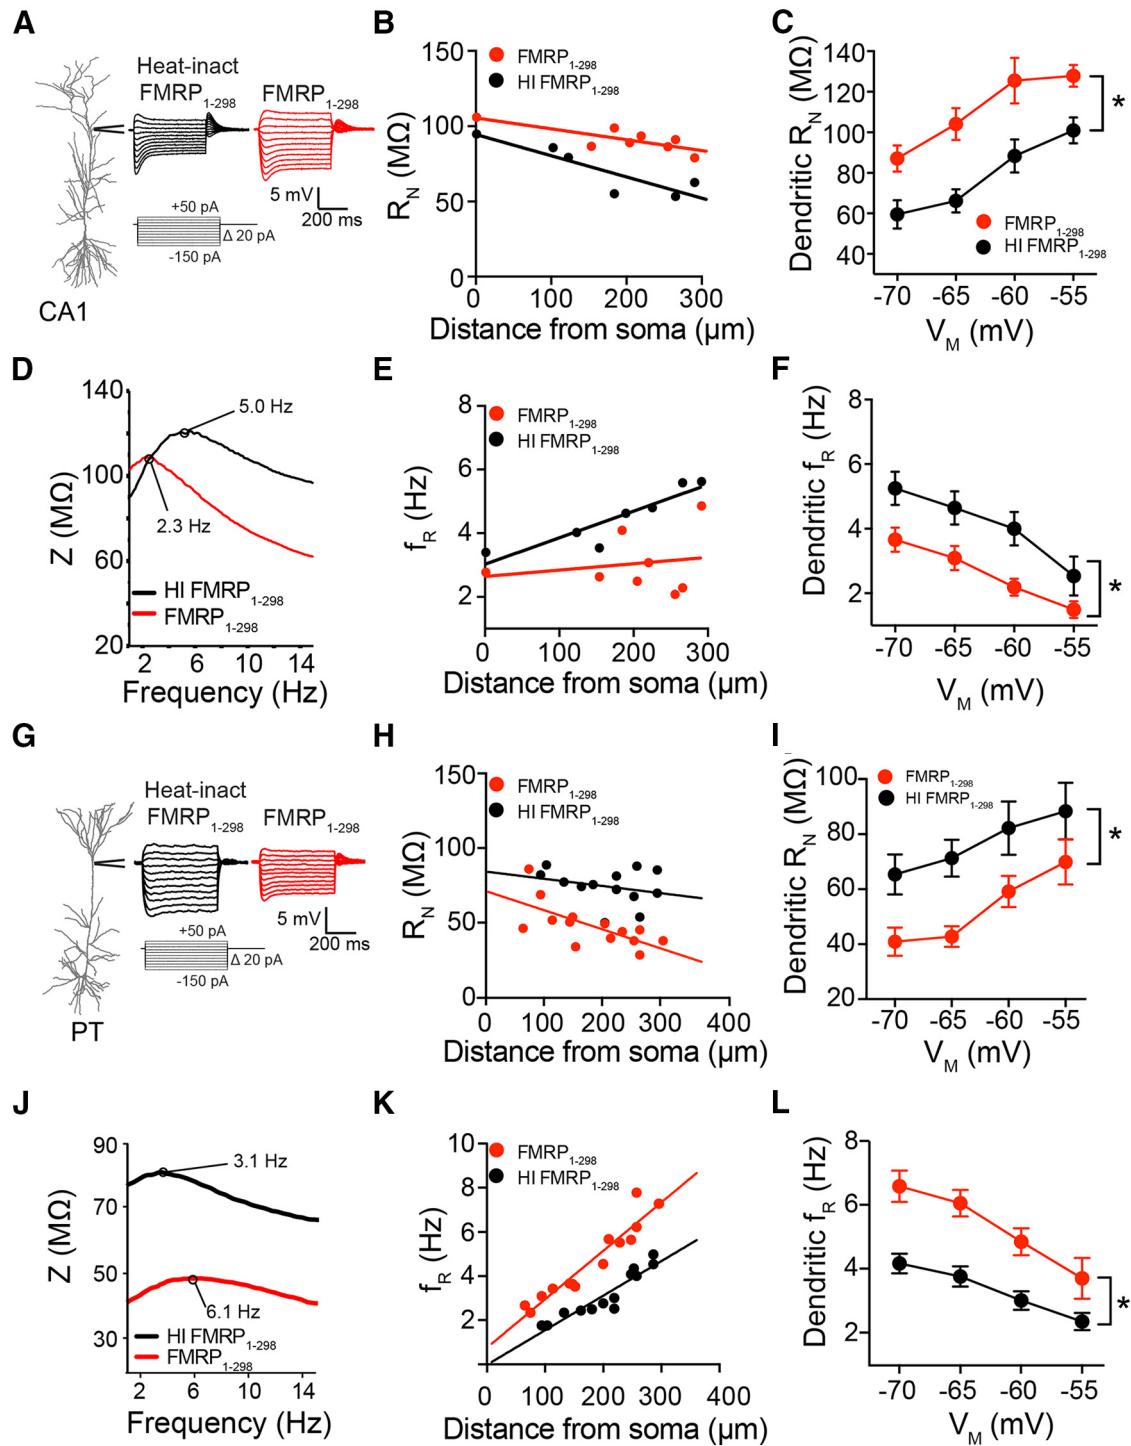 A
Heat-inact
FMRP1-298
FMRP1-298
5 mV
200 ms
+50 pA
Δ 20 pA
-150 pA
CA1
B
FMRP1-298
HI FMRP1-298
150
100
50
0
RN (MΩ)
0 100 200 300
Distance from soma (µm)
C
140
120
100
80
60
40
Dendritic RN (MΩ)
*
FMRP1-298
HI FMRP1-298
-70 -65 -60 -55
VM (mV)
D
140
100
60
20
Z (MΩ)
5.0 Hz
2.3 Hz
HI FMRP1-298
FMRP1-298
2 6 10 14
Frequency (Hz)
E
8
6
4
2
fR (Hz)
FMRP1-298
HI FMRP1-298
0 100 200 300
Distance from soma (µm)
F
8
6
4
2
Dendritic fR (Hz)
*
-70 -65 -60 -55
VM (mV)
G
Heat-inact
FMRP1-298
FMRP1-298
5 mV
200 ms
+50 pA
Δ 20 pA
-150 pA
PT
H
150
100
50
0
RN (MΩ)
FMRP1-298
HI FMRP1-298
0 100 200 300 400
Distance from soma (µm)
I
100
80
60
40
20
Dendritic RN (MΩ)
FMRP1-298
HI FMRP1-298
*
-70 -65 -60 -55
VM (mV)
J
90
70
50
30
Z (MΩ)
3.1 Hz
6.1 Hz
HI FMRP1-298
FMRP1-298
2 6 10 14
Frequency (Hz)
K
10
8
6
4
2
fR (Hz)
FMRP1-298
HI FMRP1-298
0 100 200 300 400
Distance from soma (µm)
L
8
6
4
2
Dendritic fR (Hz)
*
-70 -65 -60 -55
VM (mV)